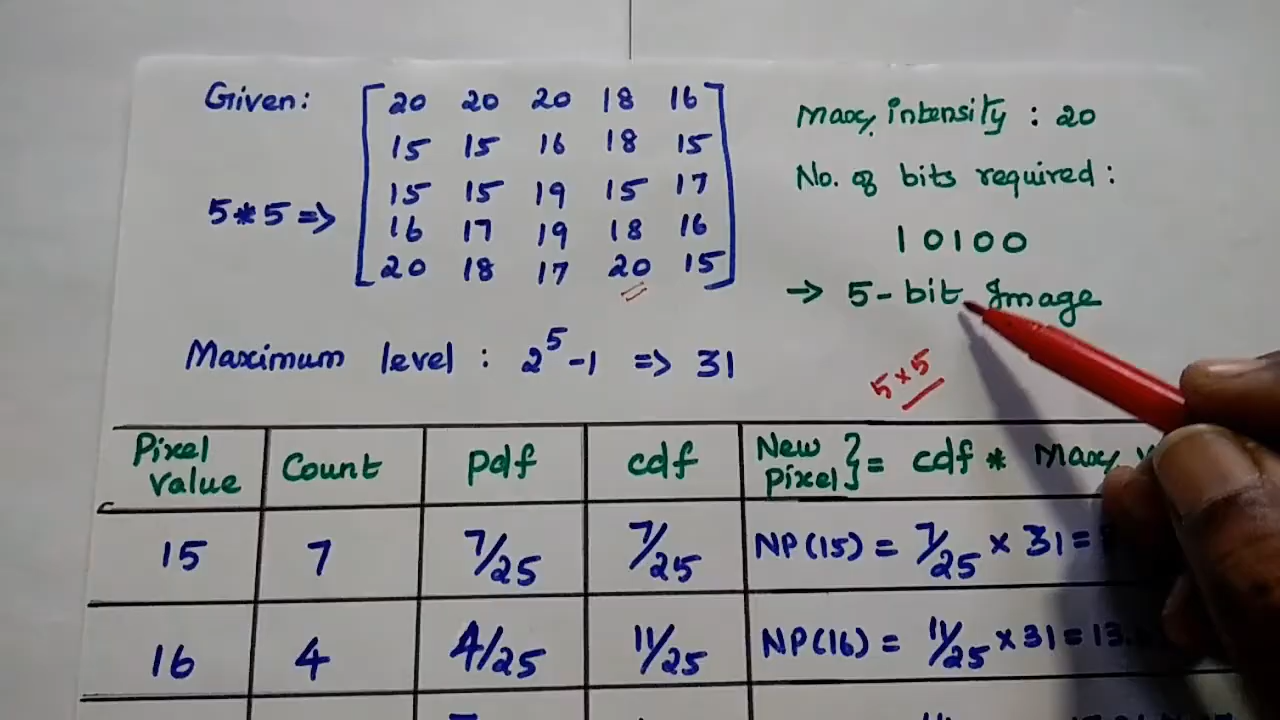 Given:
20 20 20 18 16
15 15 16 18 15
15 15 19 15 17
5*5 =>
16 17 19 18 16
20 18 17 20 15
Max, intensity : 20
No. of bits required:
10100
→ 5-bit Image
Maximum level : 2⁵-1 => 31
5×5
Pixel value Count pdf cdf New Pixel} = cdf * Max,
15 7 7/25 7/25 NP(15) = 7/25 × 31 =
16 4 4/25 11/25 NP(16) = 11/25 × 31 = 13.